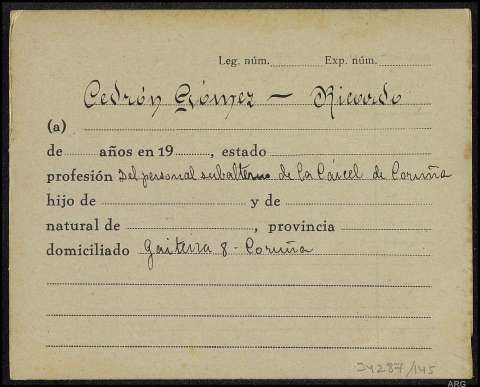 Leg. núm. Exp. núm.
Cedrón Gómez — Ricardo
(a)
de años en 19 , estado
profesión Del personal subalterno de la Cárcel de Coruña
hijo de y de
natural de , provincia
domiciliado Gaiteira 8 - Coruña
24287/145
ARG